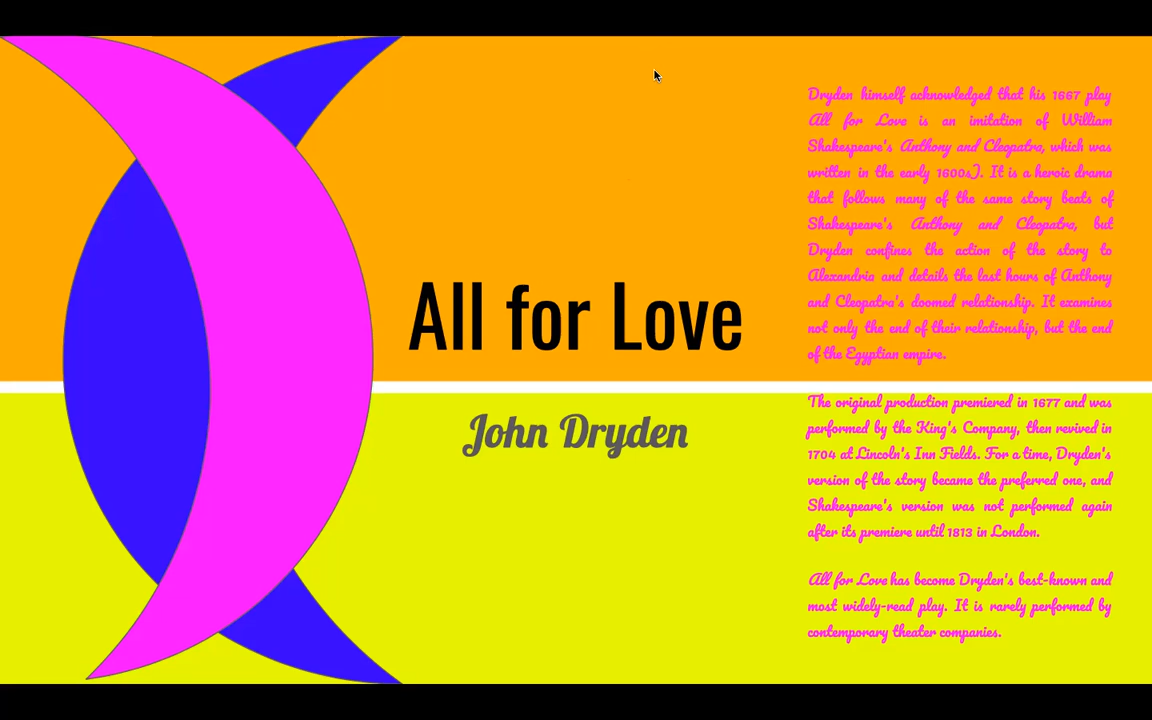 All for Love
John Dryden
Dryden himself acknowledged that his 1667 play
All for Love is an imitation of William
Shakespeare's Anthony and Cleopatra, which was
written in the early 1600s). It is a heroic drama
that follows many of the same story beats of
Shakespeare's Anthony and Cleopatra, but
Dryden confines the action of the story to
Alexandria and details the last hours of Anthony
and Cleopatra's doomed relationship. It examines
not only the end of their relationship, but the end
of the Egyptian empire.
The original production premiered in 1677 and was
performed by the King's Company, then revived in
1704 at Lincoln's Inn Fields. For a time, Dryden's
version of the story became the preferred one, and
Shakespeare's version was not performed again
after its premiere until 1813 in London.
All for Love has become Dryden's best-known and
most widely-read play. It is rarely performed by
contemporary theater companies.